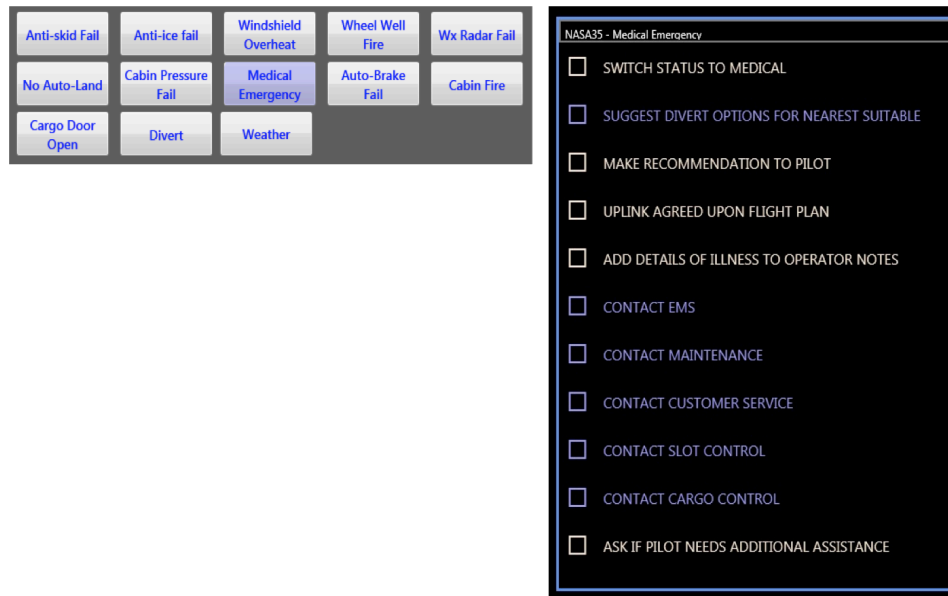 Anti-skid Fail
Anti-ice fail
Windshield
Overheat
Wheel Well
Fire
Wx Radar Fail
No Auto-Land
Cabin Pressure
Fail
Medical
Emergency
Auto-Brake
Fail
Cabin Fire
Cargo Door
Open
Divert
Weather
NASA35 - Medical Emergency
SWITCH STATUS TO MEDICAL
SUGGEST DIVERT OPTIONS FOR NEAREST SUITABLE
MAKE RECOMMENDATION TO PILOT
UPLINK AGREED UPON FLIGHT PLAN
ADD DETAILS OF ILLNESS TO OPERATOR NOTES
CONTACT EMS
CONTACT MAINTENANCE
CONTACT CUSTOMER SERVICE
CONTACT SLOT CONTROL
CONTACT CARGO CONTROL
ASK IF PILOT NEEDS ADDITIONAL ASSISTANCE